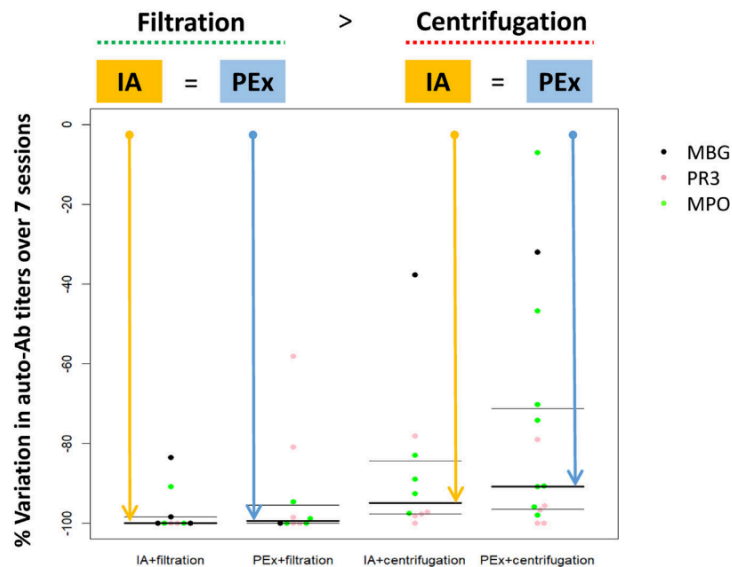 Filtration > Centrifugation
IA = PEx IA = PEx
% Variation in auto-Ab titers over 7 sessions
0
-20
-40
-60
-80
-100
MBG
PR3
MPO
IA+filtration PEx+filtration IA+centrifugation PEx+centrifugation